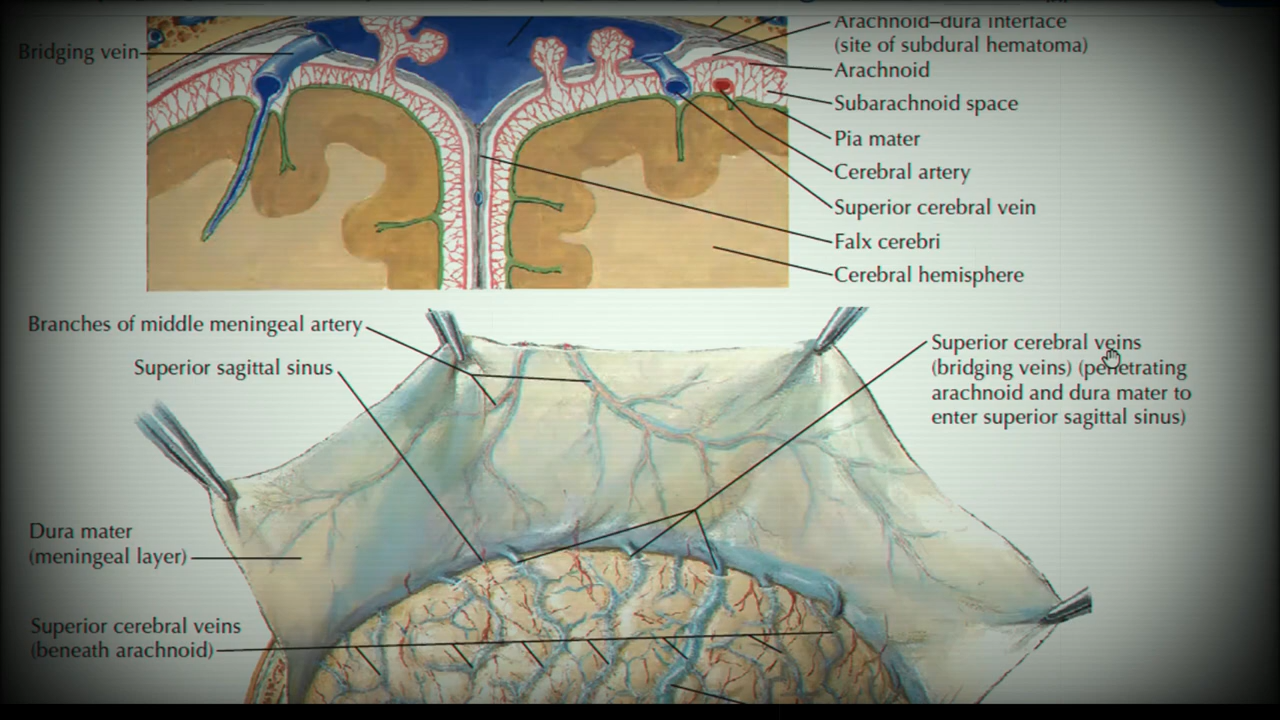 Bridging vein
Arachnoid–dura interface
(site of subdural hematoma)
Arachnoid
Subarachnoid space
Pia mater
Cerebral artery
Superior cerebral vein
Falx cerebri
Cerebral hemisphere
Branches of middle meningeal artery
Superior sagittal sinus
Superior cerebral veins
(bridging veins) (penetrating
arachnoid and dura mater to
enter superior sagittal sinus)
Dura mater
(meningeal layer)
Superior cerebral veins
(beneath arachnoid)